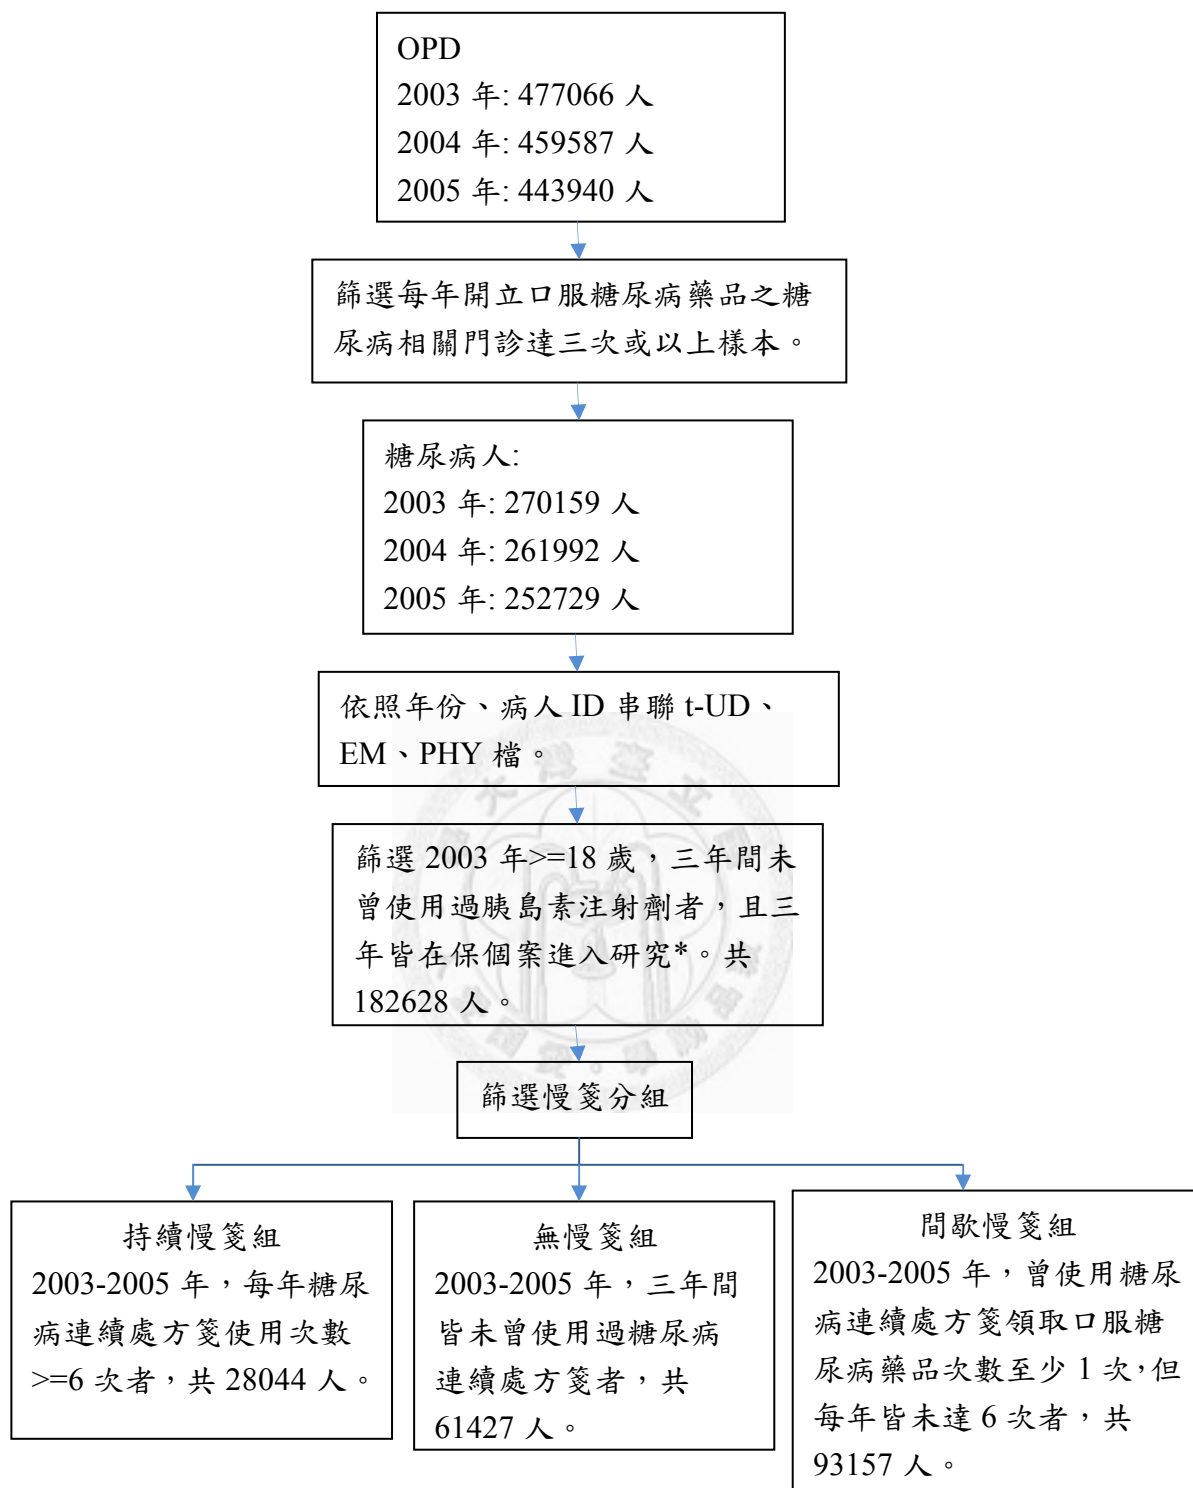 OPD
2003 年: 477066 人
2004 年: 459587 人
2005 年: 443940 人
篩選每年開立口服糖尿病藥品之糖
尿病相關門診達三次或以上樣本。
糖尿病人:
2003 年: 270159 人
2004 年: 261992 人
2005 年: 252729 人
依照年份、病人 ID 串聯 t-UD、
EM、PHY 檔。
篩選 2003 年>=18 歲，三年間未
曾使用過胰島素注射劑者，且三
年皆在保個案進入研究*。共
182628 人。
篩選慢箋分組
持續慢箋組
2003-2005 年，每年糖尿
病連續處方箋使用次數
>=6 次者，共 28044 人。
無慢箋組
2003-2005 年，三年間
皆未曾使用過糖尿病
連續處方箋者，共
61427 人。
間歇慢箋組
2003-2005 年，曾使用糖尿
病連續處方箋領取口服糖
尿病藥品次數至少 1 次，但
每年皆未達 6 次者，共
93157 人。